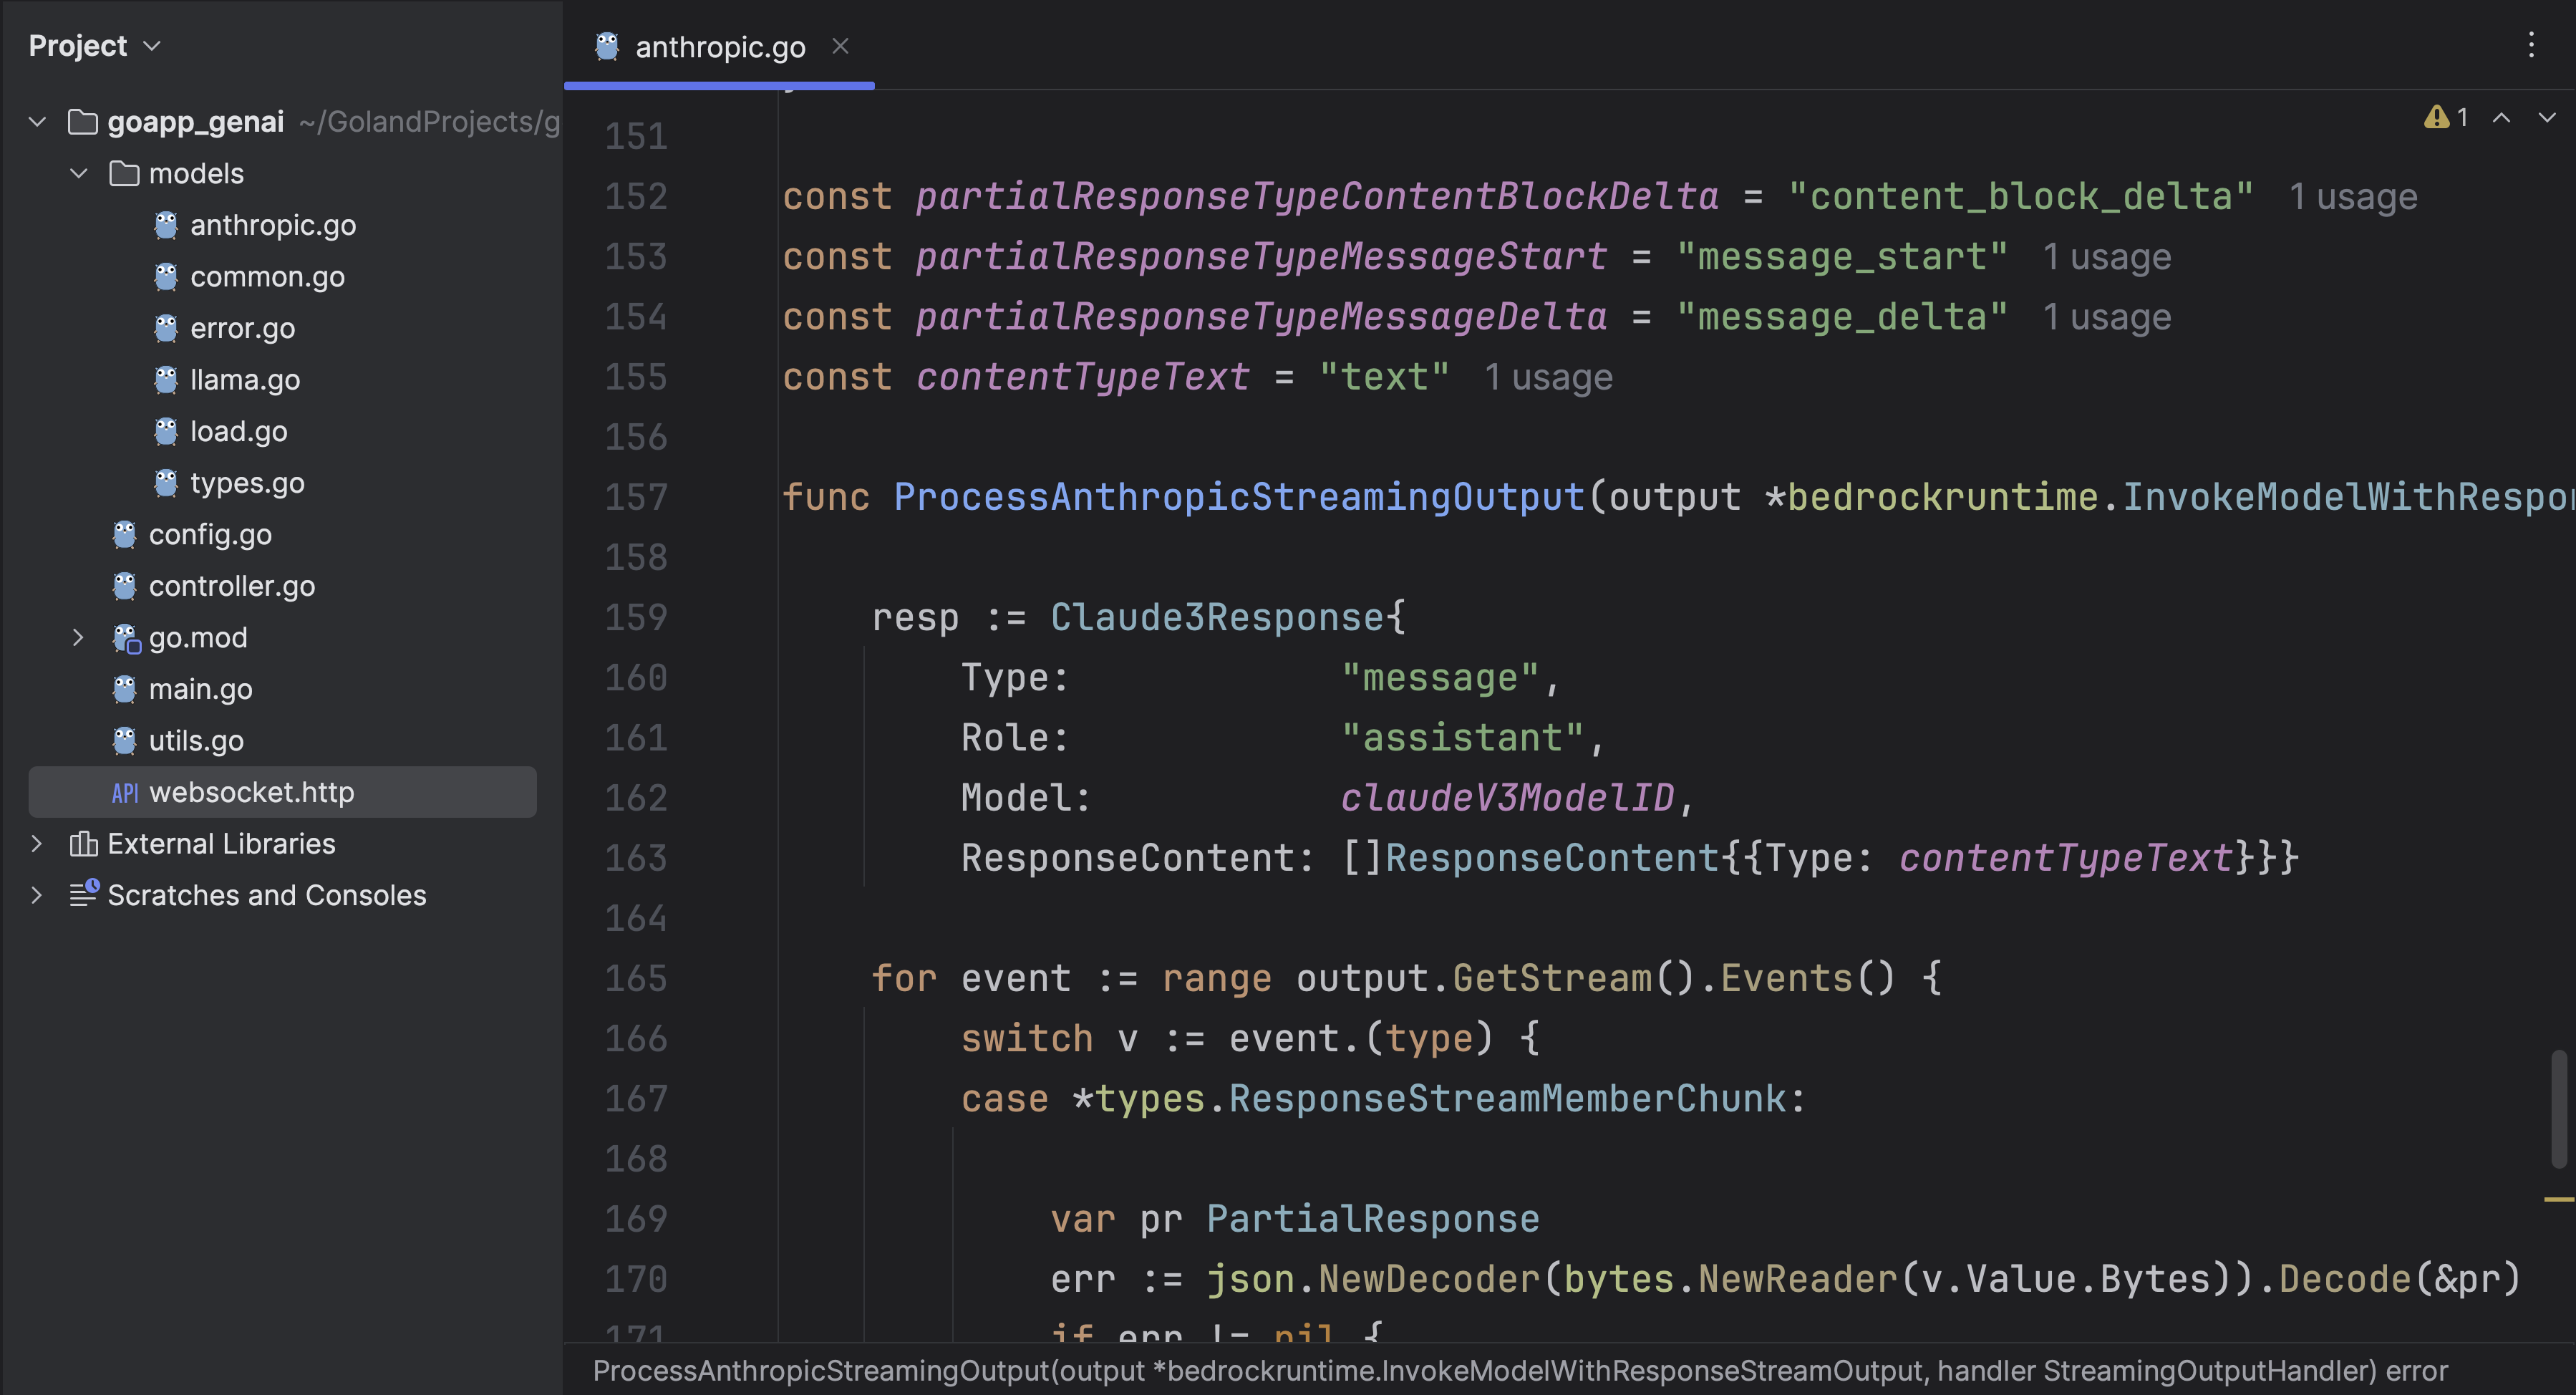 Project
goapp_genai ~/GolandProjects/g
models
anthropic.go
common.go
error.go
llama.go
load.go
types.go
config.go
controller.go
go.mod
main.go
utils.go
API websocket.http
External Libraries
Scratches and Consoles
anthropic.go
1
151
152 const partialResponseTypeContentBlockDelta = "content_block_delta" 1 usage
153 const partialResponseTypeMessageStart = "message_start" 1 usage
154 const partialResponseTypeMessageDelta = "message_delta" 1 usage
155 const contentTypeText = "text" 1 usage
156
157 func ProcessAnthropicStreamingOutput(output *bedrockruntime.InvokeModelWithRespon
158
159 resp := Claude3Response{
160 Type: "message",
161 Role: "assistant",
162 Model: claudeV3ModelID,
163 ResponseContent: []ResponseContent{{Type: contentTypeText}}}
164
165 for event := range output.GetStream().Events() {
166 switch v := event.(type) {
167 case *types.ResponseStreamMemberChunk:
168
169 var pr PartialResponse
170 err := json.NewDecoder(bytes.NewReader(v.Value.Bytes)).Decode(&pr)
171 if err != nil {
ProcessAnthropicStreamingOutput(output *bedrockruntime.InvokeModelWithResponseStreamOutput, handler StreamingOutputHandler) error